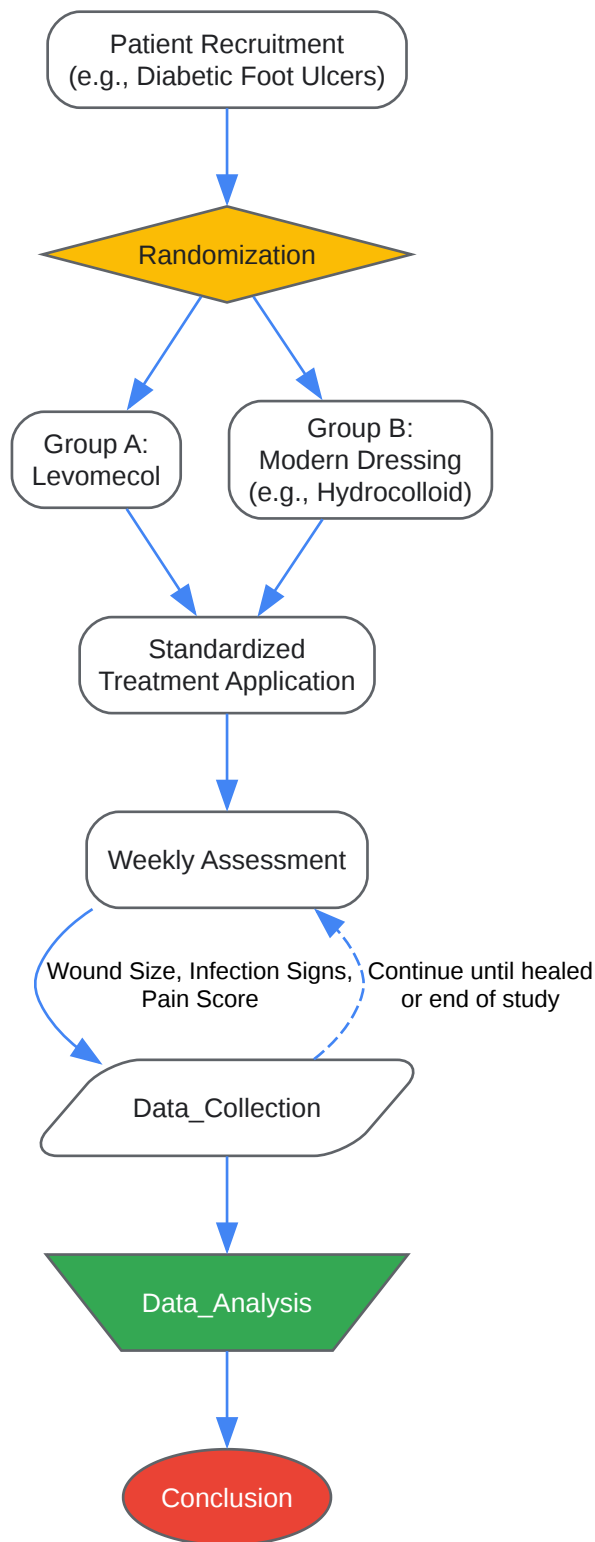 Patient Recruitment
(e.g., Diabetic Foot Ulcers)
Randomization
Group A:
Levomecol
Group B:
Modern Dressing
(e.g., Hydrocolloid)
Standardized
Treatment Application
Weekly Assessment
Wound Size, Infection Signs,
Pain Score
Continue until healed
or end of study
Data_Collection
Data_Analysis
Conclusion